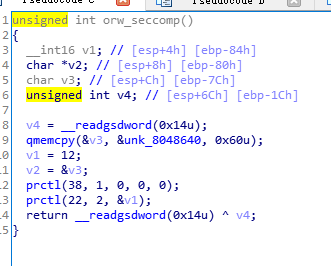 1 unsigned int orw_seccomp()
2 {
3 __int16 v1; // [esp+4h] [ebp-84h]
4 char *v2; // [esp+8h] [ebp-80h]
5 char v3; // [esp+Ch] [ebp-7Ch]
6 unsigned int v4; // [esp+6Ch] [ebp-1Ch]
7
8 v4 = __readgsdword(0x14u);
9 qmemcpy(&v3, &unk_8048640, 0x60u);
10 v1 = 12;
11 v2 = &v3;
12 prctl(38, 1, 0, 0, 0);
13 prctl(22, 2, &v1);
14 return __readgsdword(0x14u) ^ v4;
15 }